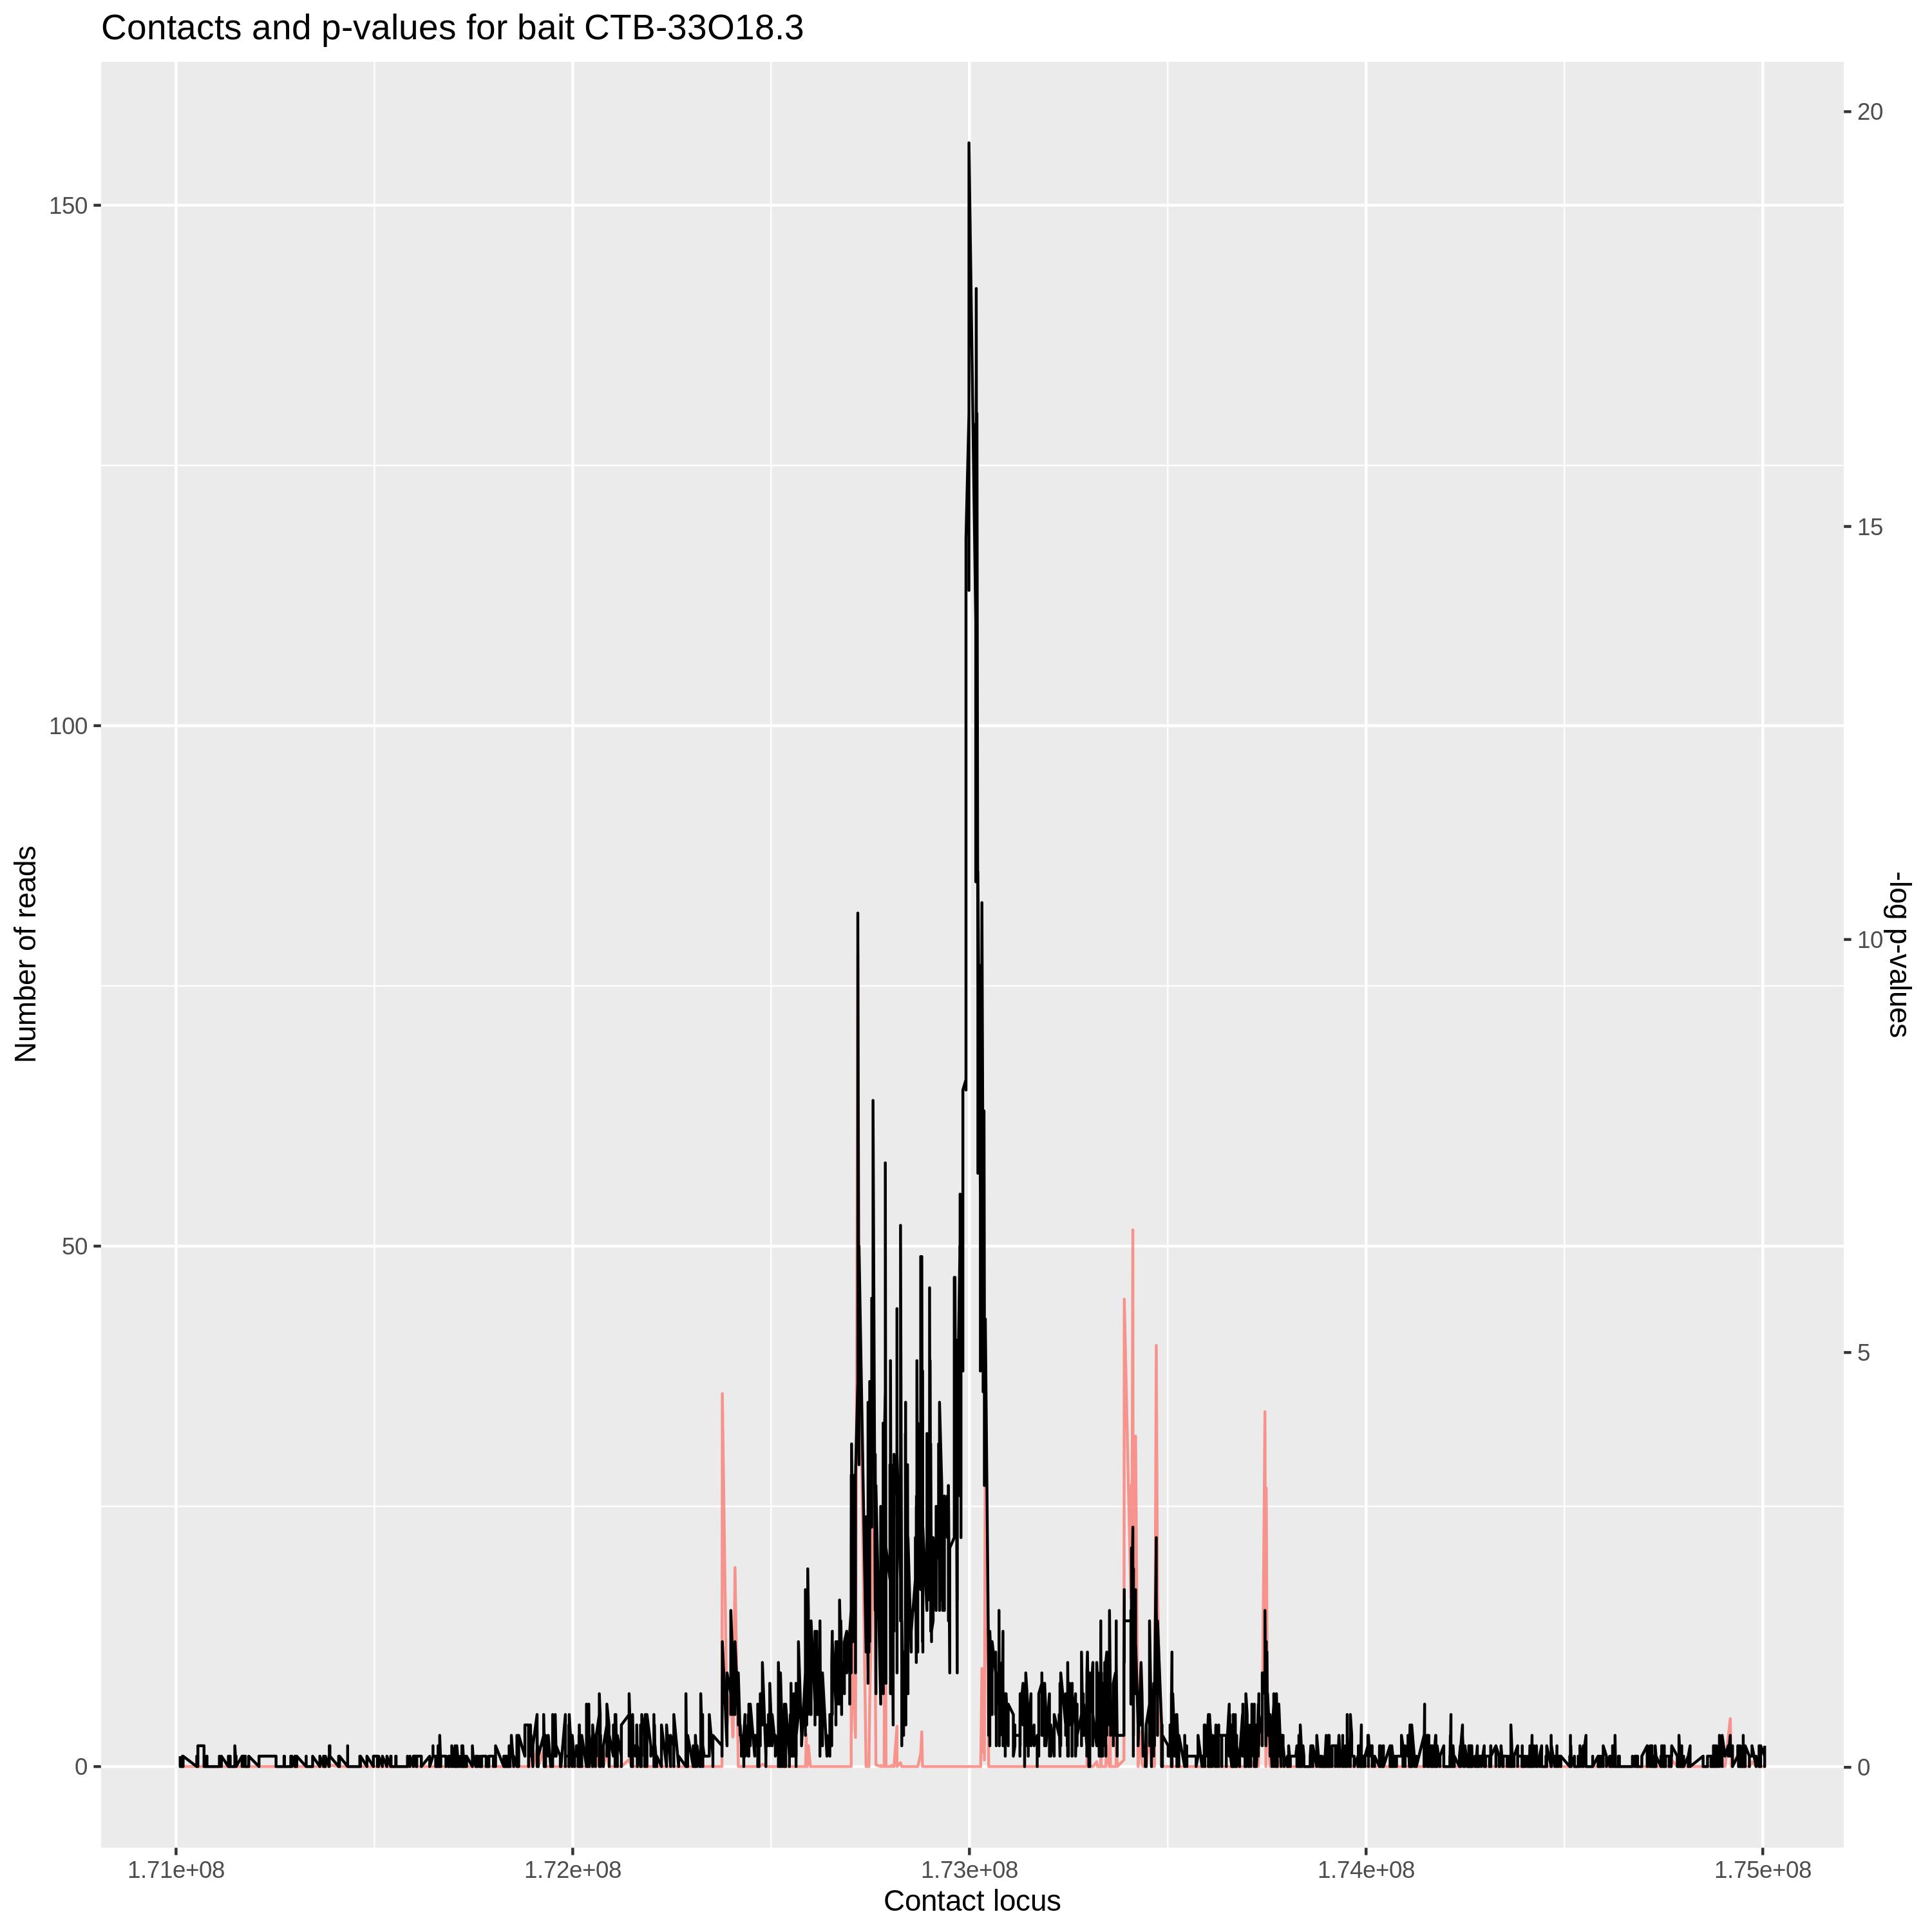 Contacts and p-values for bait CTB-33O18.3
Number of reads
150
100
50
0
20
15
10
5
0
-log p-values
1.71e+08
1.72e+08
1.73e+08
1.74e+08
1.75e+08
Contact locus